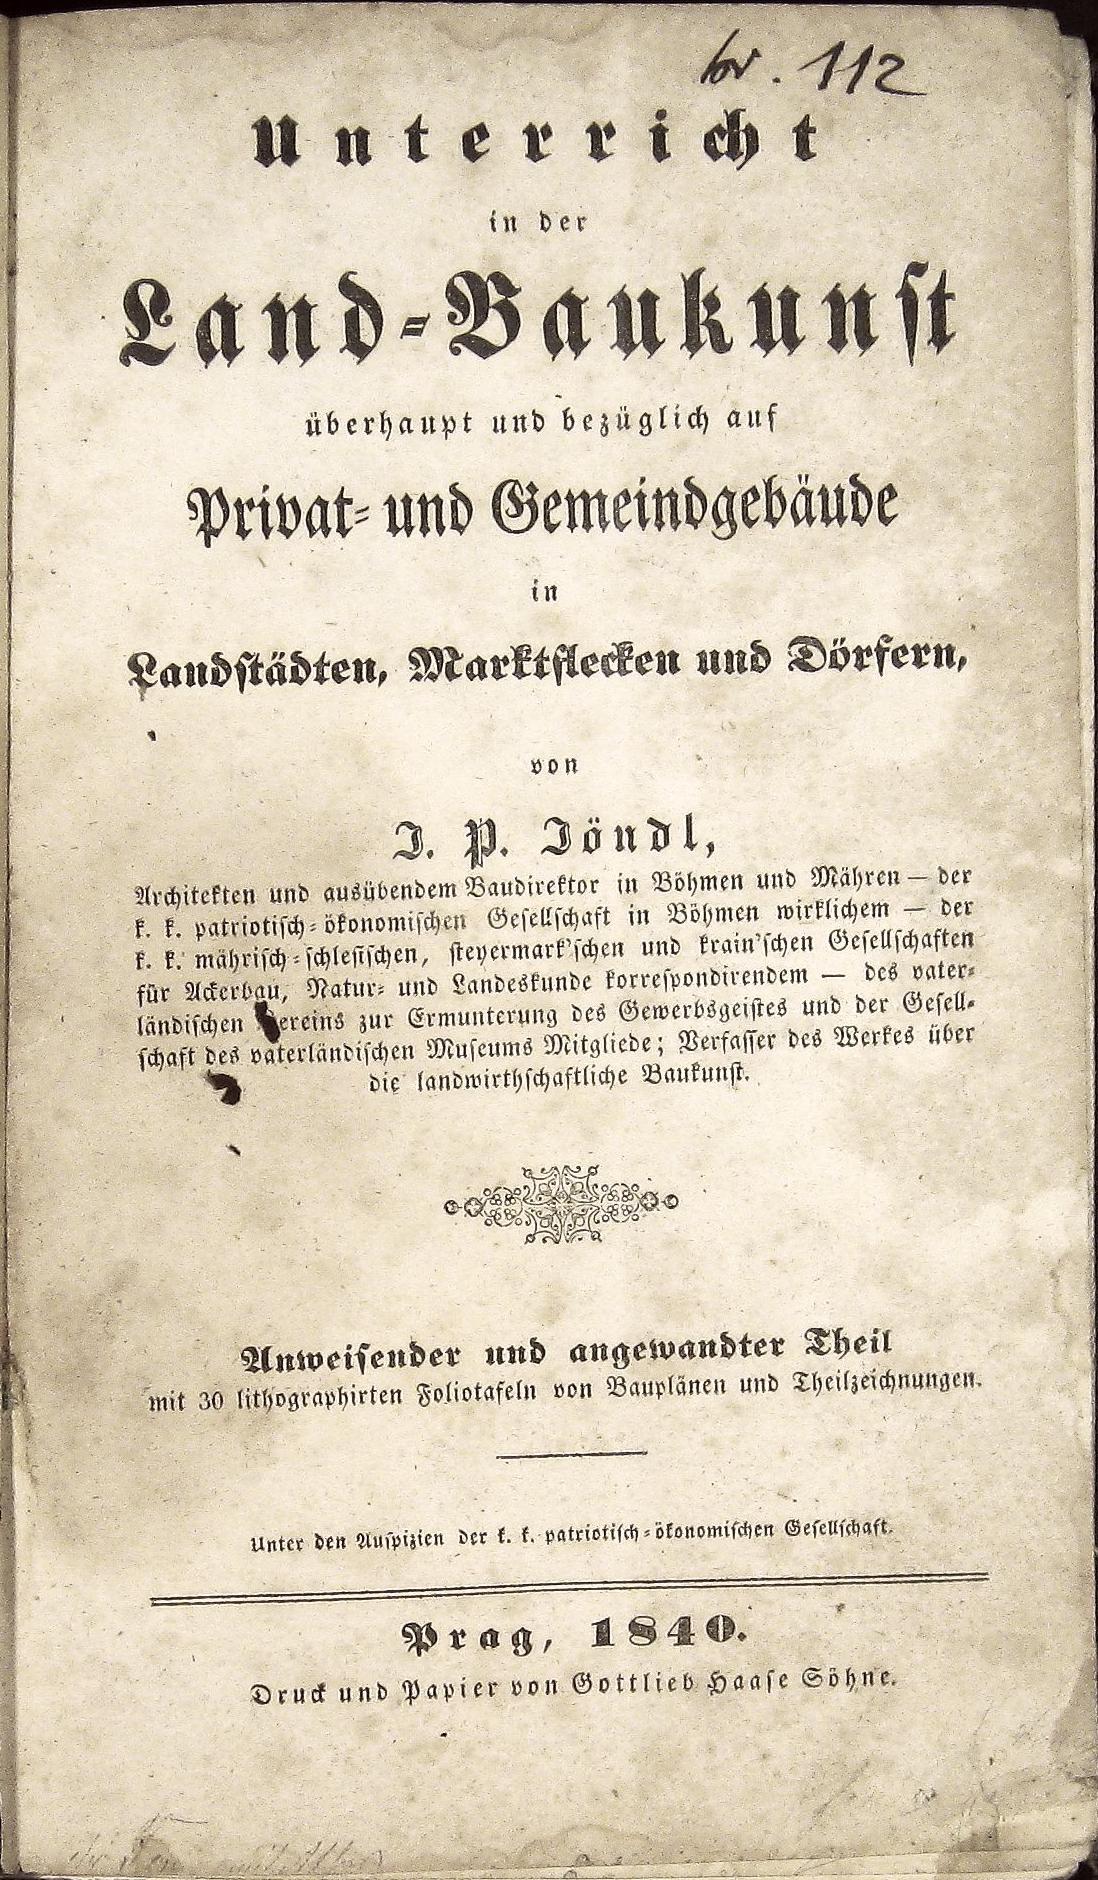 br. 112
Unterricht
in der
Land-Baukunst
überhaupt und bezüglich auf
Privat- und Gemeindgebäude
in
Landstädten, Marktflecken und Dörfern,
von
J. P. Jöndl,
Architekten und ausübendem Baudirektor in Böhmen und Mähren — der
k. k. patriotisch-ökonomischen Gesellschaft in Böhmen wirklichem — der
k. k. mährisch-schlesischen, steyermark'schen und krain'schen Gesellschaften
für Ackerbau, Natur- und Landeskunde korrespondirendem — des vater-
ländischen Vereins zur Ermunterung des Gewerbsgeistes und der Gesell-
schaft des vaterländischen Museums Mitgliede; Verfasser des Werkes über
die landwirthschaftliche Baukunst.
Anweisender und angewandter Theil
mit 30 lithographirten Foliotafeln von Bauplänen und Theilzeichnungen.
Unter den Auspizien der k. k. patriotisch-ökonomischen Gesellschaft.
Prag, 1840.
Druck und Papier von Gottlieb Haase Söhne.